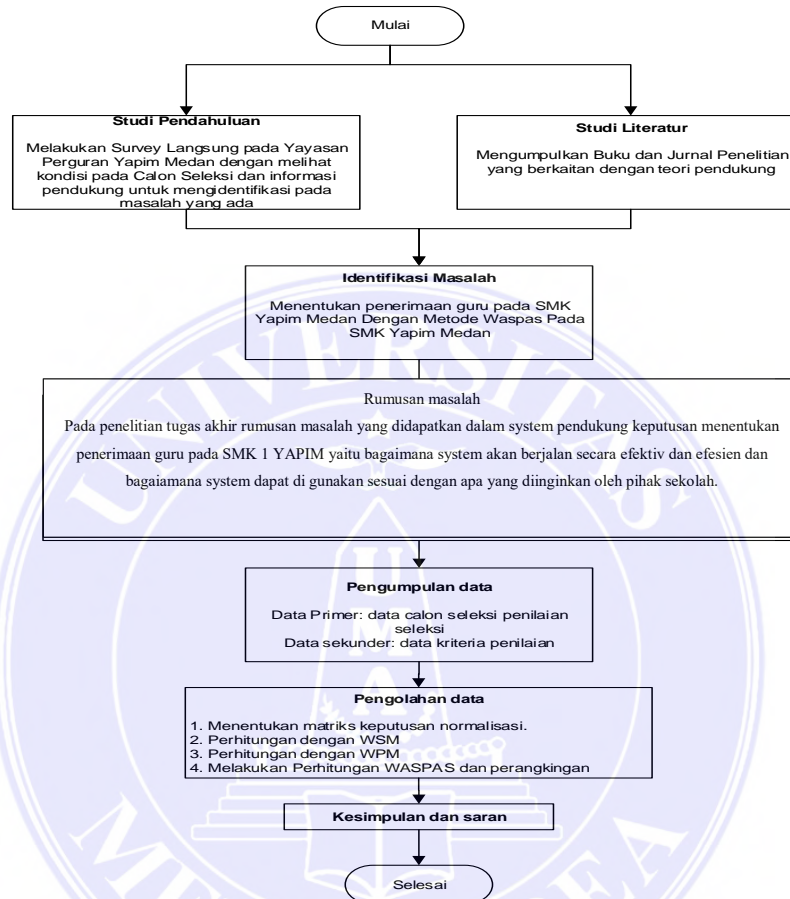 Mulai
Studi Pendahuluan
Melakukan Survey Langsung pada Yayasan
Perguran Yapim Medan dengan melihat
kondisi pada Calon Seleksi dan informasi
pendukung untuk mengidentifikasi pada
masalah yang ada
Studi Literatur
Mengumpulkan Buku dan Jurnal Penelitian
yang berkaitan dengan teori pendukung
Identifikasi Masalah
Menentukan penerimaan guru pada SMK
Yapim Medan Dengan Metode Waspas Pada
SMK Yapim Medan
Rumusan masalah
Pada penelitian tugas akhir rumusan masalah yang didapatkan dalam system pendukung keputusan menentukan
penerimaan guru pada SMK 1 YAPIM yaitu bagaimana system akan berjalan secara efektiv dan efesien dan
bagaiamana system dapat di gunakan sesuai dengan apa yang diinginkan oleh pihak sekolah.
Pengumpulan data
Data Primer: data calon seleksi penilaian
seleksi
Data sekunder: data kriteria penilaian
Pengolahan data
1. Menentukan matriks keputusan normalisasi.
2. Perhitungan dengan WSM
3. Perhitungan dengan WPM
4. Melakukan Perhitungan WASPAS dan perangkingan
Kesimpulan dan saran
Selesai
UNIVERSITAS
UMA